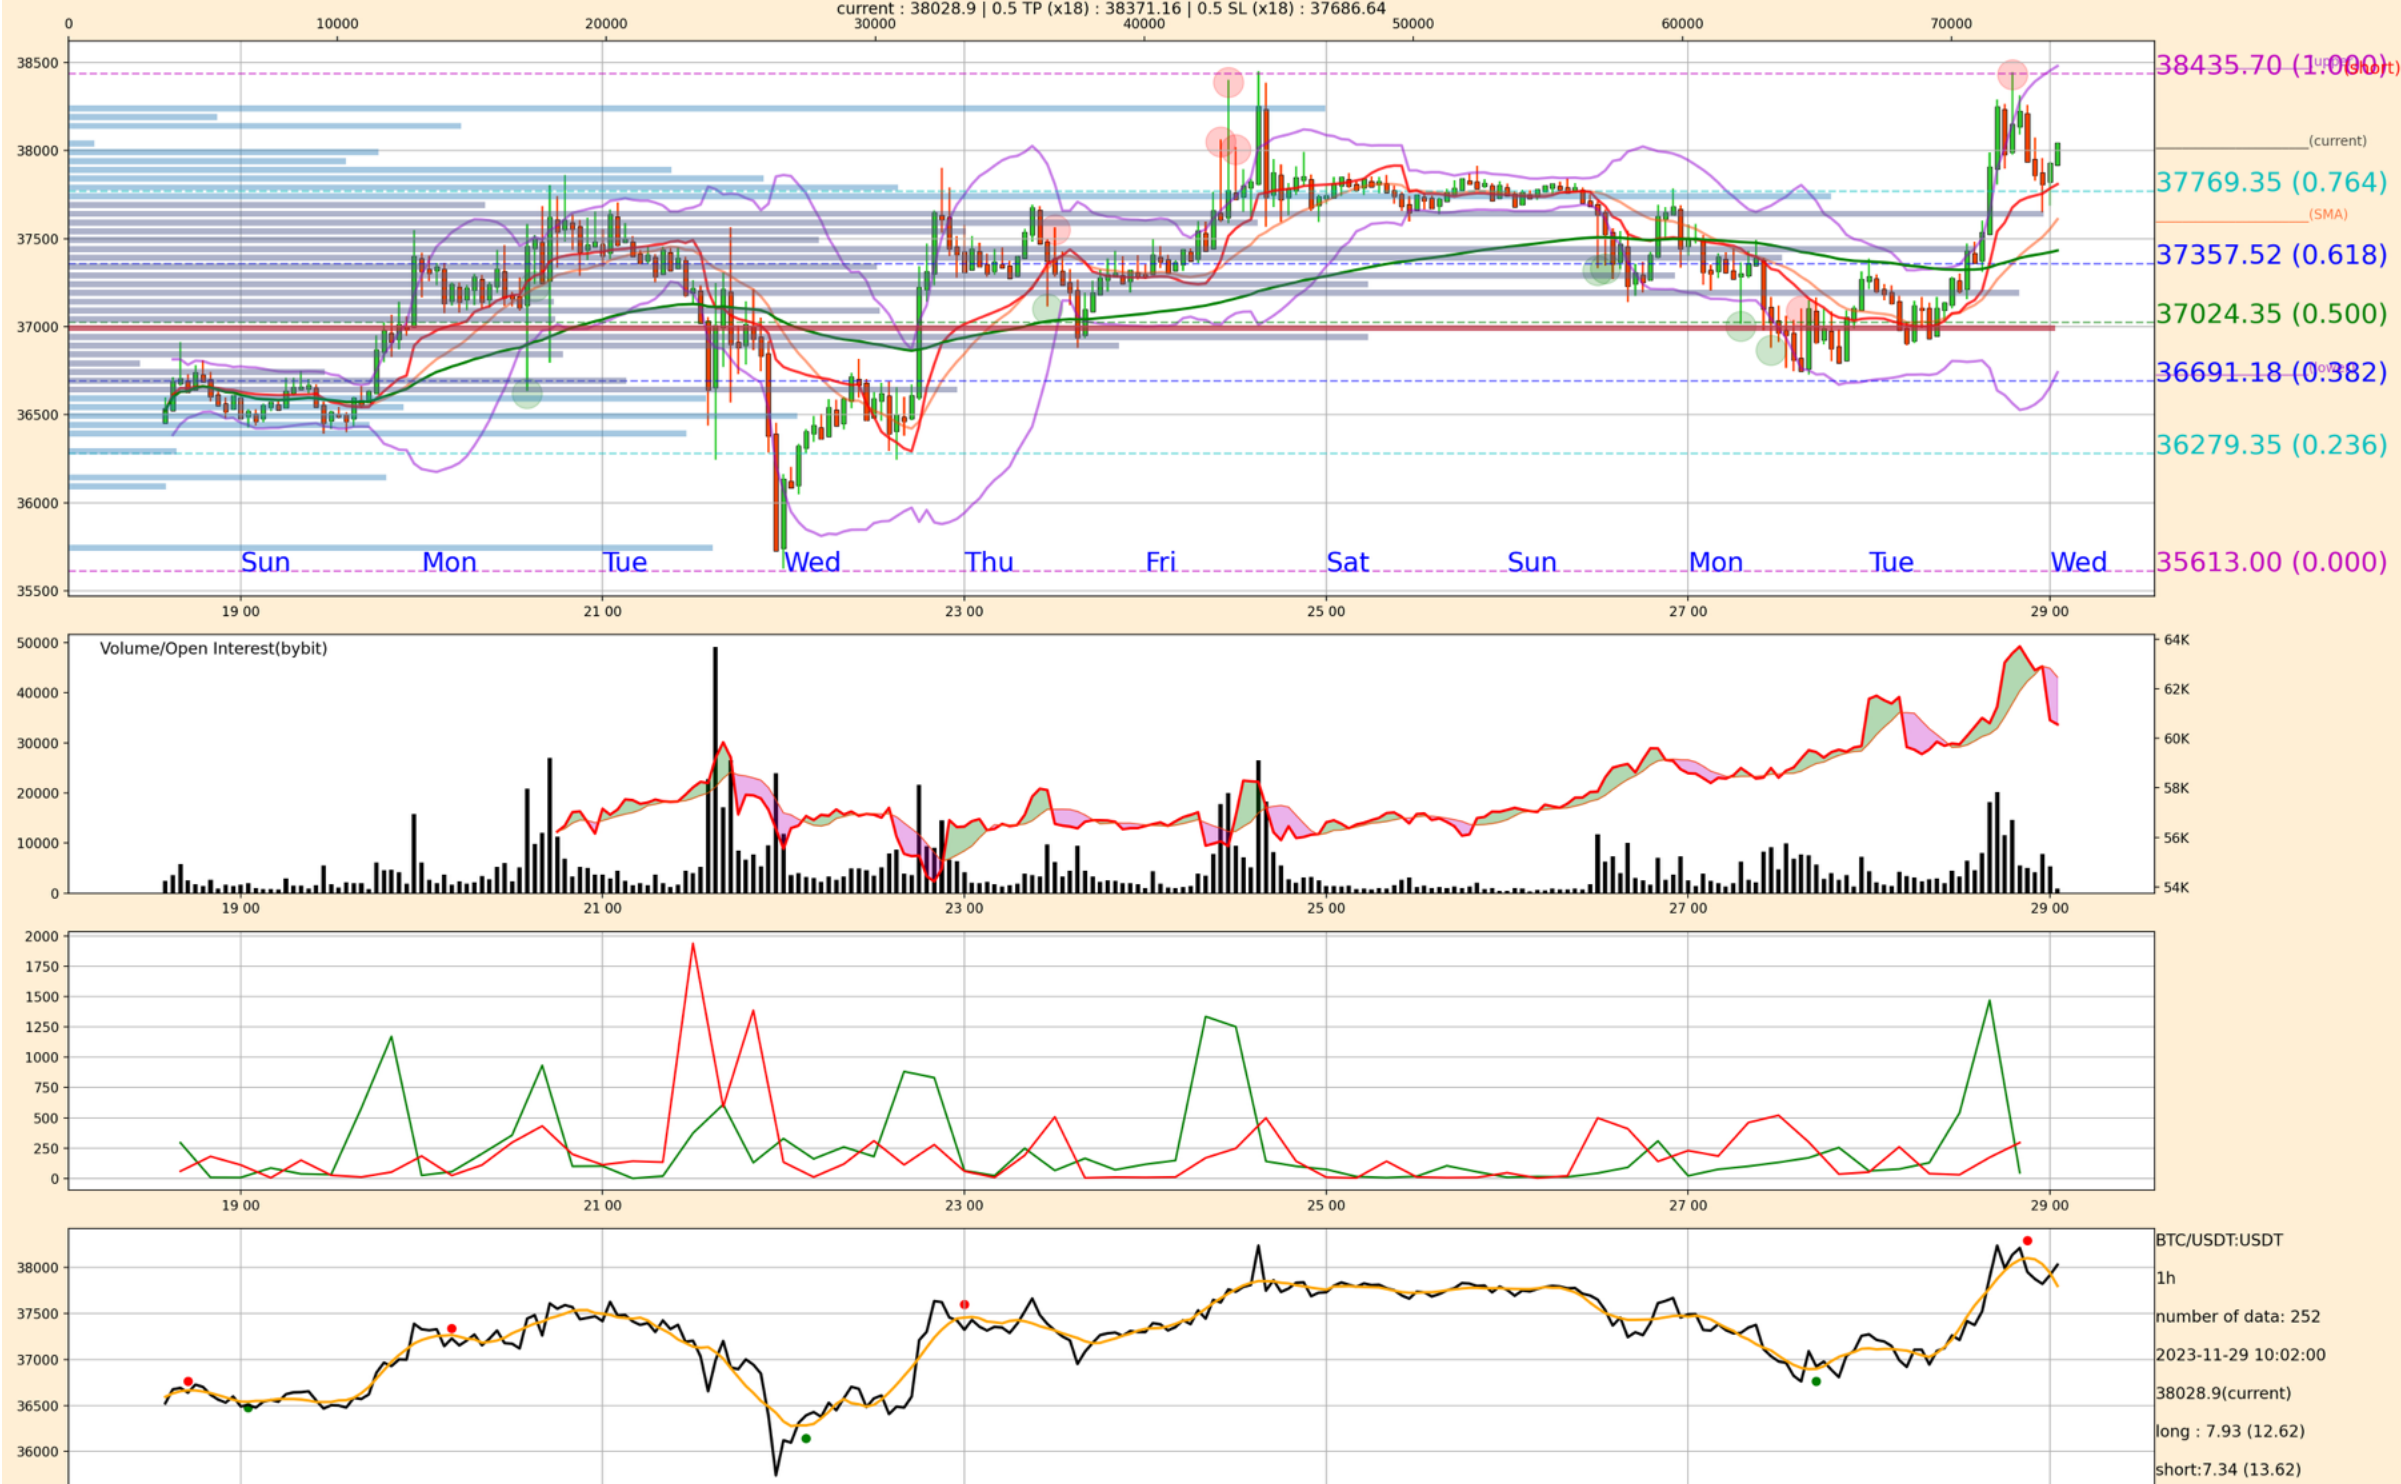 current : 38028.9 | 0.5 TP (x18) : 38371.16 | 0.5 SL (x18) : 37686.64
0 10000 20000 30000 40000 50000 60000 70000
38500
38000
37500
37000
36500
36000
35500
38435.70 (1.000)
(short)
(current)
37769.35 (0.764)
(SMA)
37357.52 (0.618)
37024.35 (0.500)
36691.18 (0.382)
36279.35 (0.236)
35613.00 (0.000)
Sun Mon Tue Wed Thu Fri Sat Sun Mon Tue Wed
19 00 21 00 23 00 25 00 27 00 29 00
Volume/Open Interest(bybit)
50000
40000
30000
20000
10000
0
64K
62K
60K
58K
56K
54K
19 00 21 00 23 00 25 00 27 00 29 00
2000
1750
1500
1250
1000
750
500
250
0
19 00 21 00 23 00 25 00 27 00 29 00
38000
37500
37000
36500
36000
BTC/USDT:USDT
1h
number of data: 252
2023-11-29 10:02:00
38028.9(current)
long : 7.93 (12.62)
short:7.34 (13.62)